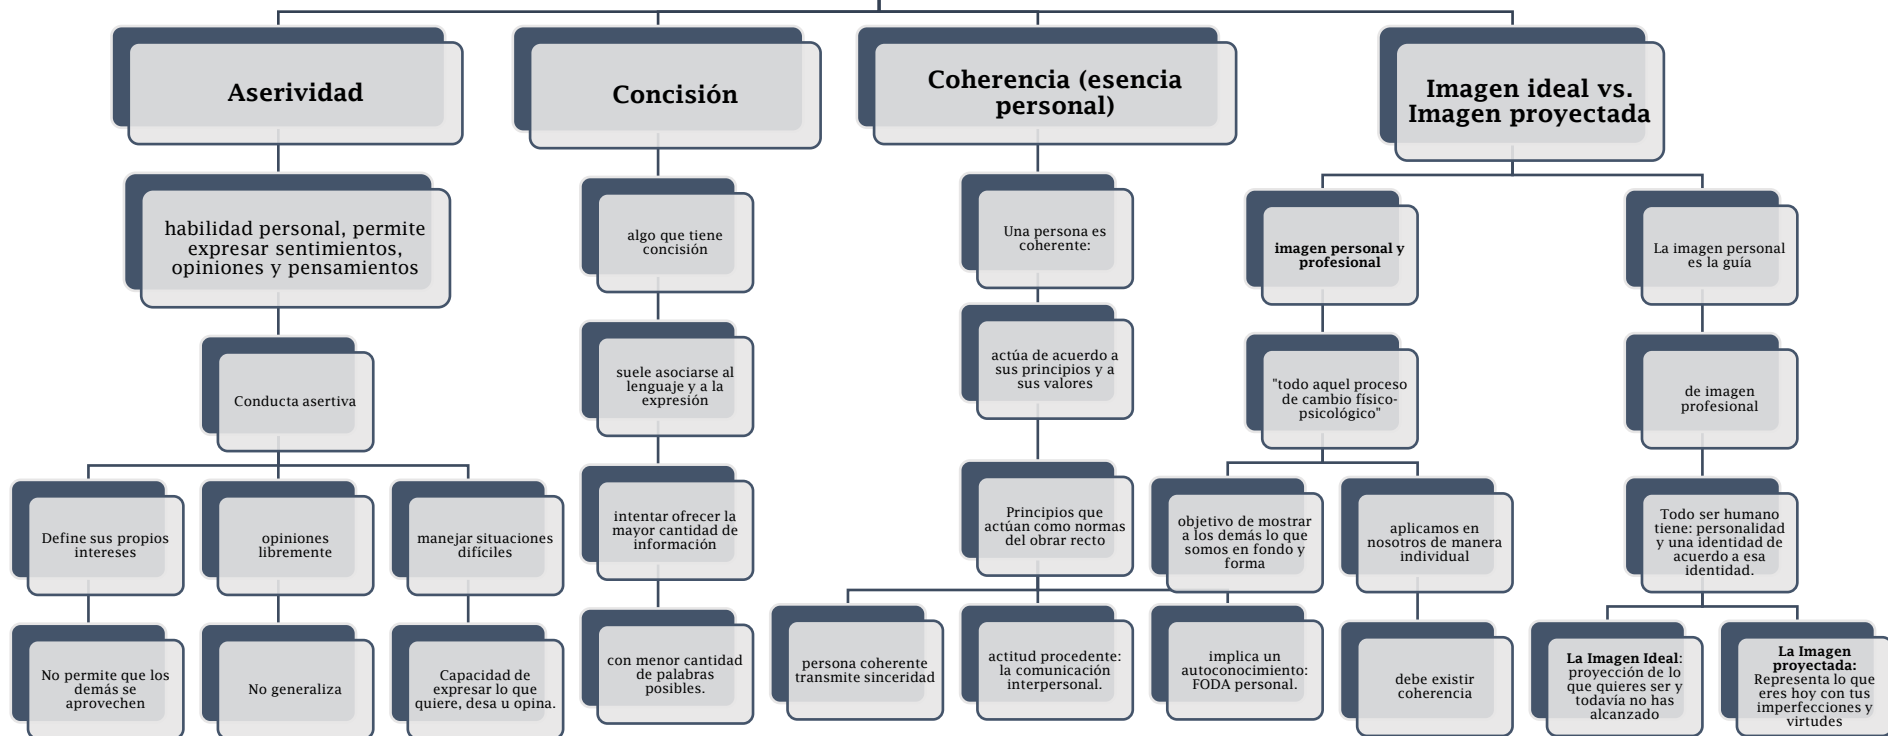 Aserividad
Concisión
Coherencia (esencia
personal)
Imagen ideal vs.
Imagen proyectada
habilidad personal, permite
expresar sentimientos,
opiniones y pensamientos
algo que tiene
concisión
Una persona es
coherente:
imagen personal y
profesional
La imagen personal
es la guía
Conducta asertiva
suele asociarse al
lenguaje y a la
expresión
actúa de acuerdo a
sus principios y a
sus valores
"todo aquel proceso
de cambio físico-
psicológico"
de imagen
profesional
Define sus propios
intereses
opiniones
libremente
manejar situaciones
difíciles
intentar ofrecer la
mayor cantidad de
información
Principios que
actúan como normas
del obrar recto
objetivo de mostrar
a los demás lo que
somos en fondo y
forma
aplicamos en
nosotros de manera
individual
Todo ser humano
tiene: personalidad
y una identidad de
acuerdo a esa
identidad.
No permite que los
demás se
aprovechen
No generaliza
Capacidad de
expresar lo que
quiere, desa u opina.
con menor cantidad
de palabras
posibles.
persona coherente
transmite sinceridad
actitud procedente:
la comunicación
interpersonal.
implica un
autoconocimiento:
FODA personal.
debe existir
coherencia
La Imagen Ideal:
proyección de lo
que quieres ser y
todavía no has
alcanzado
La Imagen
proyectada:
Representa lo que
eres hoy con tus
imperfecciones y
virtudes